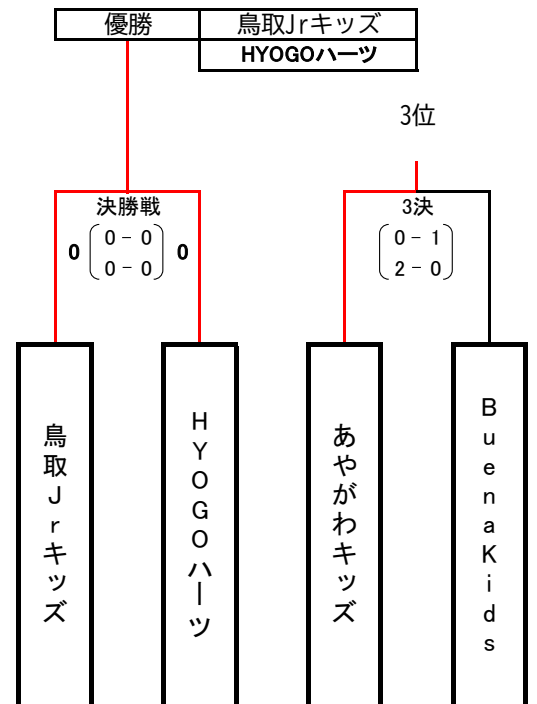 優勝 鳥取Jrキッズ
HYOGOハーツ
3位
決勝戦
0 0 - 0 0
0 - 0
3決
0 - 1
2 - 0
鳥取Jrキッズ
HYOGOハーツ
あやがわキッズ
BuenaKids